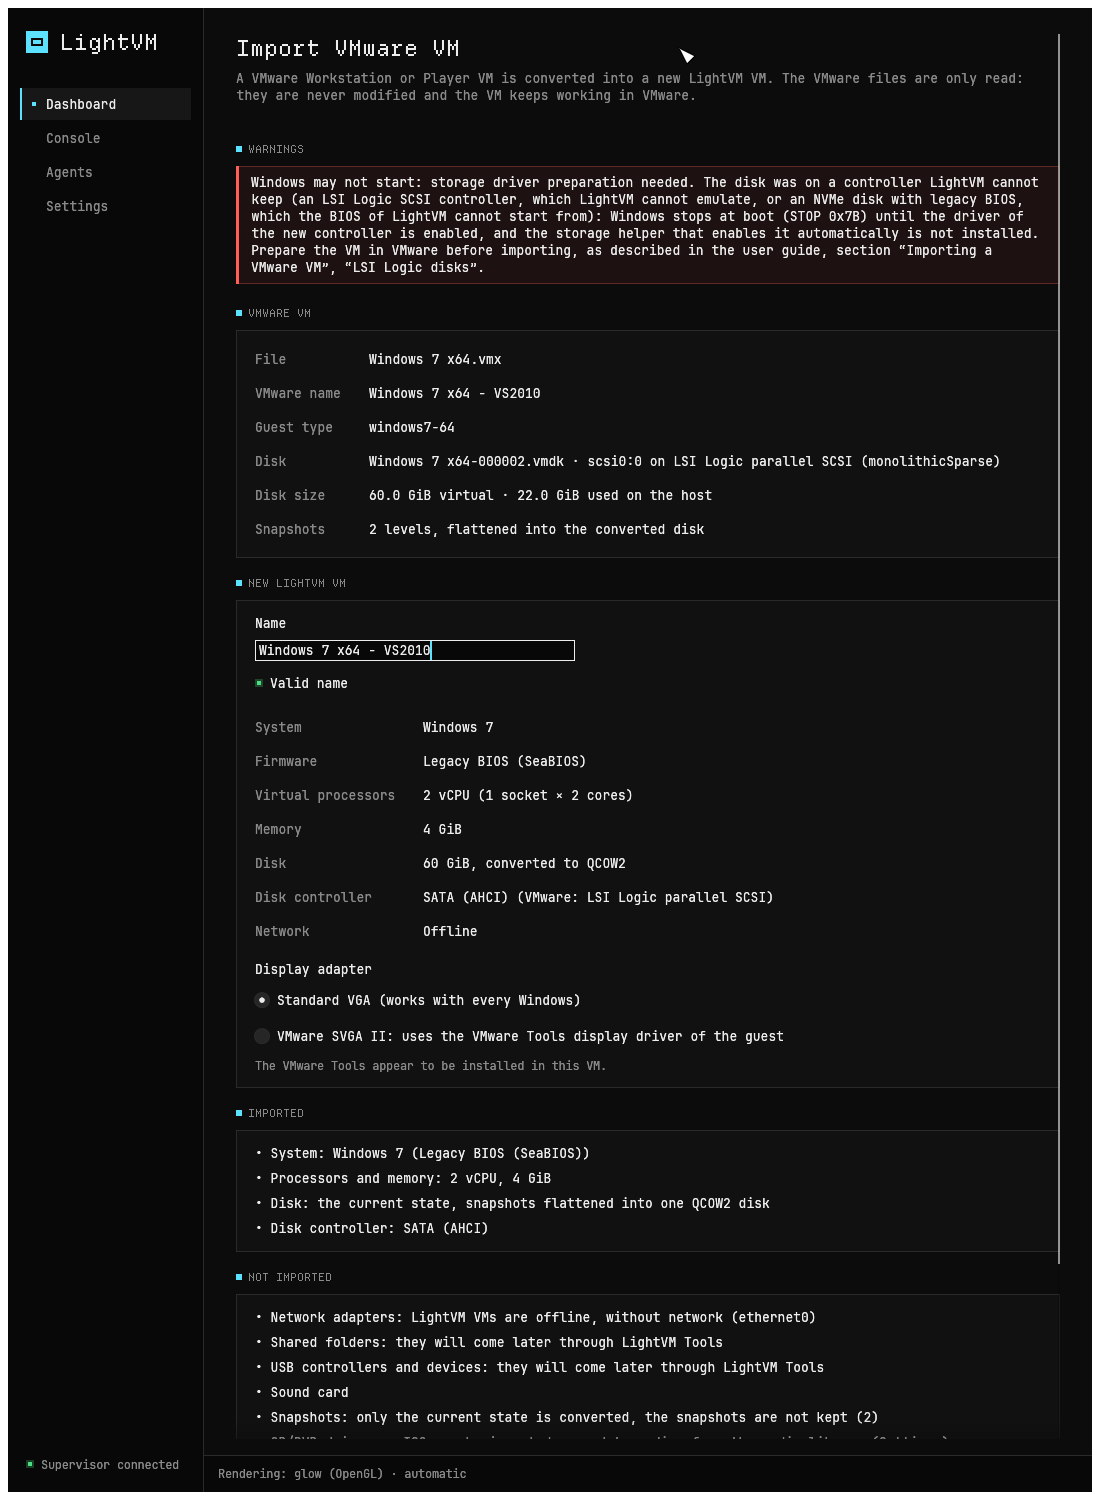 LightVM
Dashboard
Console
Agents
Settings
Supervisor connected
Import VMware VM
A VMware Workstation or Player VM is converted into a new LightVM VM. The VMware files are only read:
they are never modified and the VM keeps working in VMware.
WARNINGS
Windows may not start: storage driver preparation needed. The disk was on a controller LightVM cannot
keep (an LSI Logic SCSI controller, which LightVM cannot emulate, or an NVMe disk with legacy BIOS,
which the BIOS of LightVM cannot start from): Windows stops at boot (STOP 0x7B) until the driver of
the new controller is enabled, and the storage helper that enables it automatically is not installed.
Prepare the VM in VMware before importing, as described in the user guide, section “Importing a
VMware VM”, “LSI Logic disks”.
VMWARE VM
File Windows 7 x64.vmx
VMware name Windows 7 x64 - VS2010
Guest type windows7-64
Disk Windows 7 x64-000002.vmdk · scsi0:0 on LSI Logic parallel SCSI (monolithicSparse)
Disk size 60.0 GiB virtual · 22.0 GiB used on the host
Snapshots 2 levels, flattened into the converted disk
NEW LIGHTVM VM
Name
Windows 7 x64 - VS2010
Valid name
System Windows 7
Firmware Legacy BIOS (SeaBIOS)
Virtual processors 2 vCPU (1 socket × 2 cores)
Memory 4 GiB
Disk 60 GiB, converted to QCOW2
Disk controller SATA (AHCI) (VMware: LSI Logic parallel SCSI)
Network Offline
Display adapter
Standard VGA (works with every Windows)
VMware SVGA II: uses the VMware Tools display driver of the guest
The VMware Tools appear to be installed in this VM.
IMPORTED
• System: Windows 7 (Legacy BIOS (SeaBIOS))
• Processors and memory: 2 vCPU, 4 GiB
• Disk: the current state, snapshots flattened into one QCOW2 disk
• Disk controller: SATA (AHCI)
NOT IMPORTED
• Network adapters: LightVM VMs are offline, without network (ethernet0)
• Shared folders: they will come later through LightVM Tools
• USB controllers and devices: they will come later through LightVM Tools
• Sound card
• Snapshots: only the current state is converted, the snapshots are not kept (2)
Rendering: glow (OpenGL) · automatic